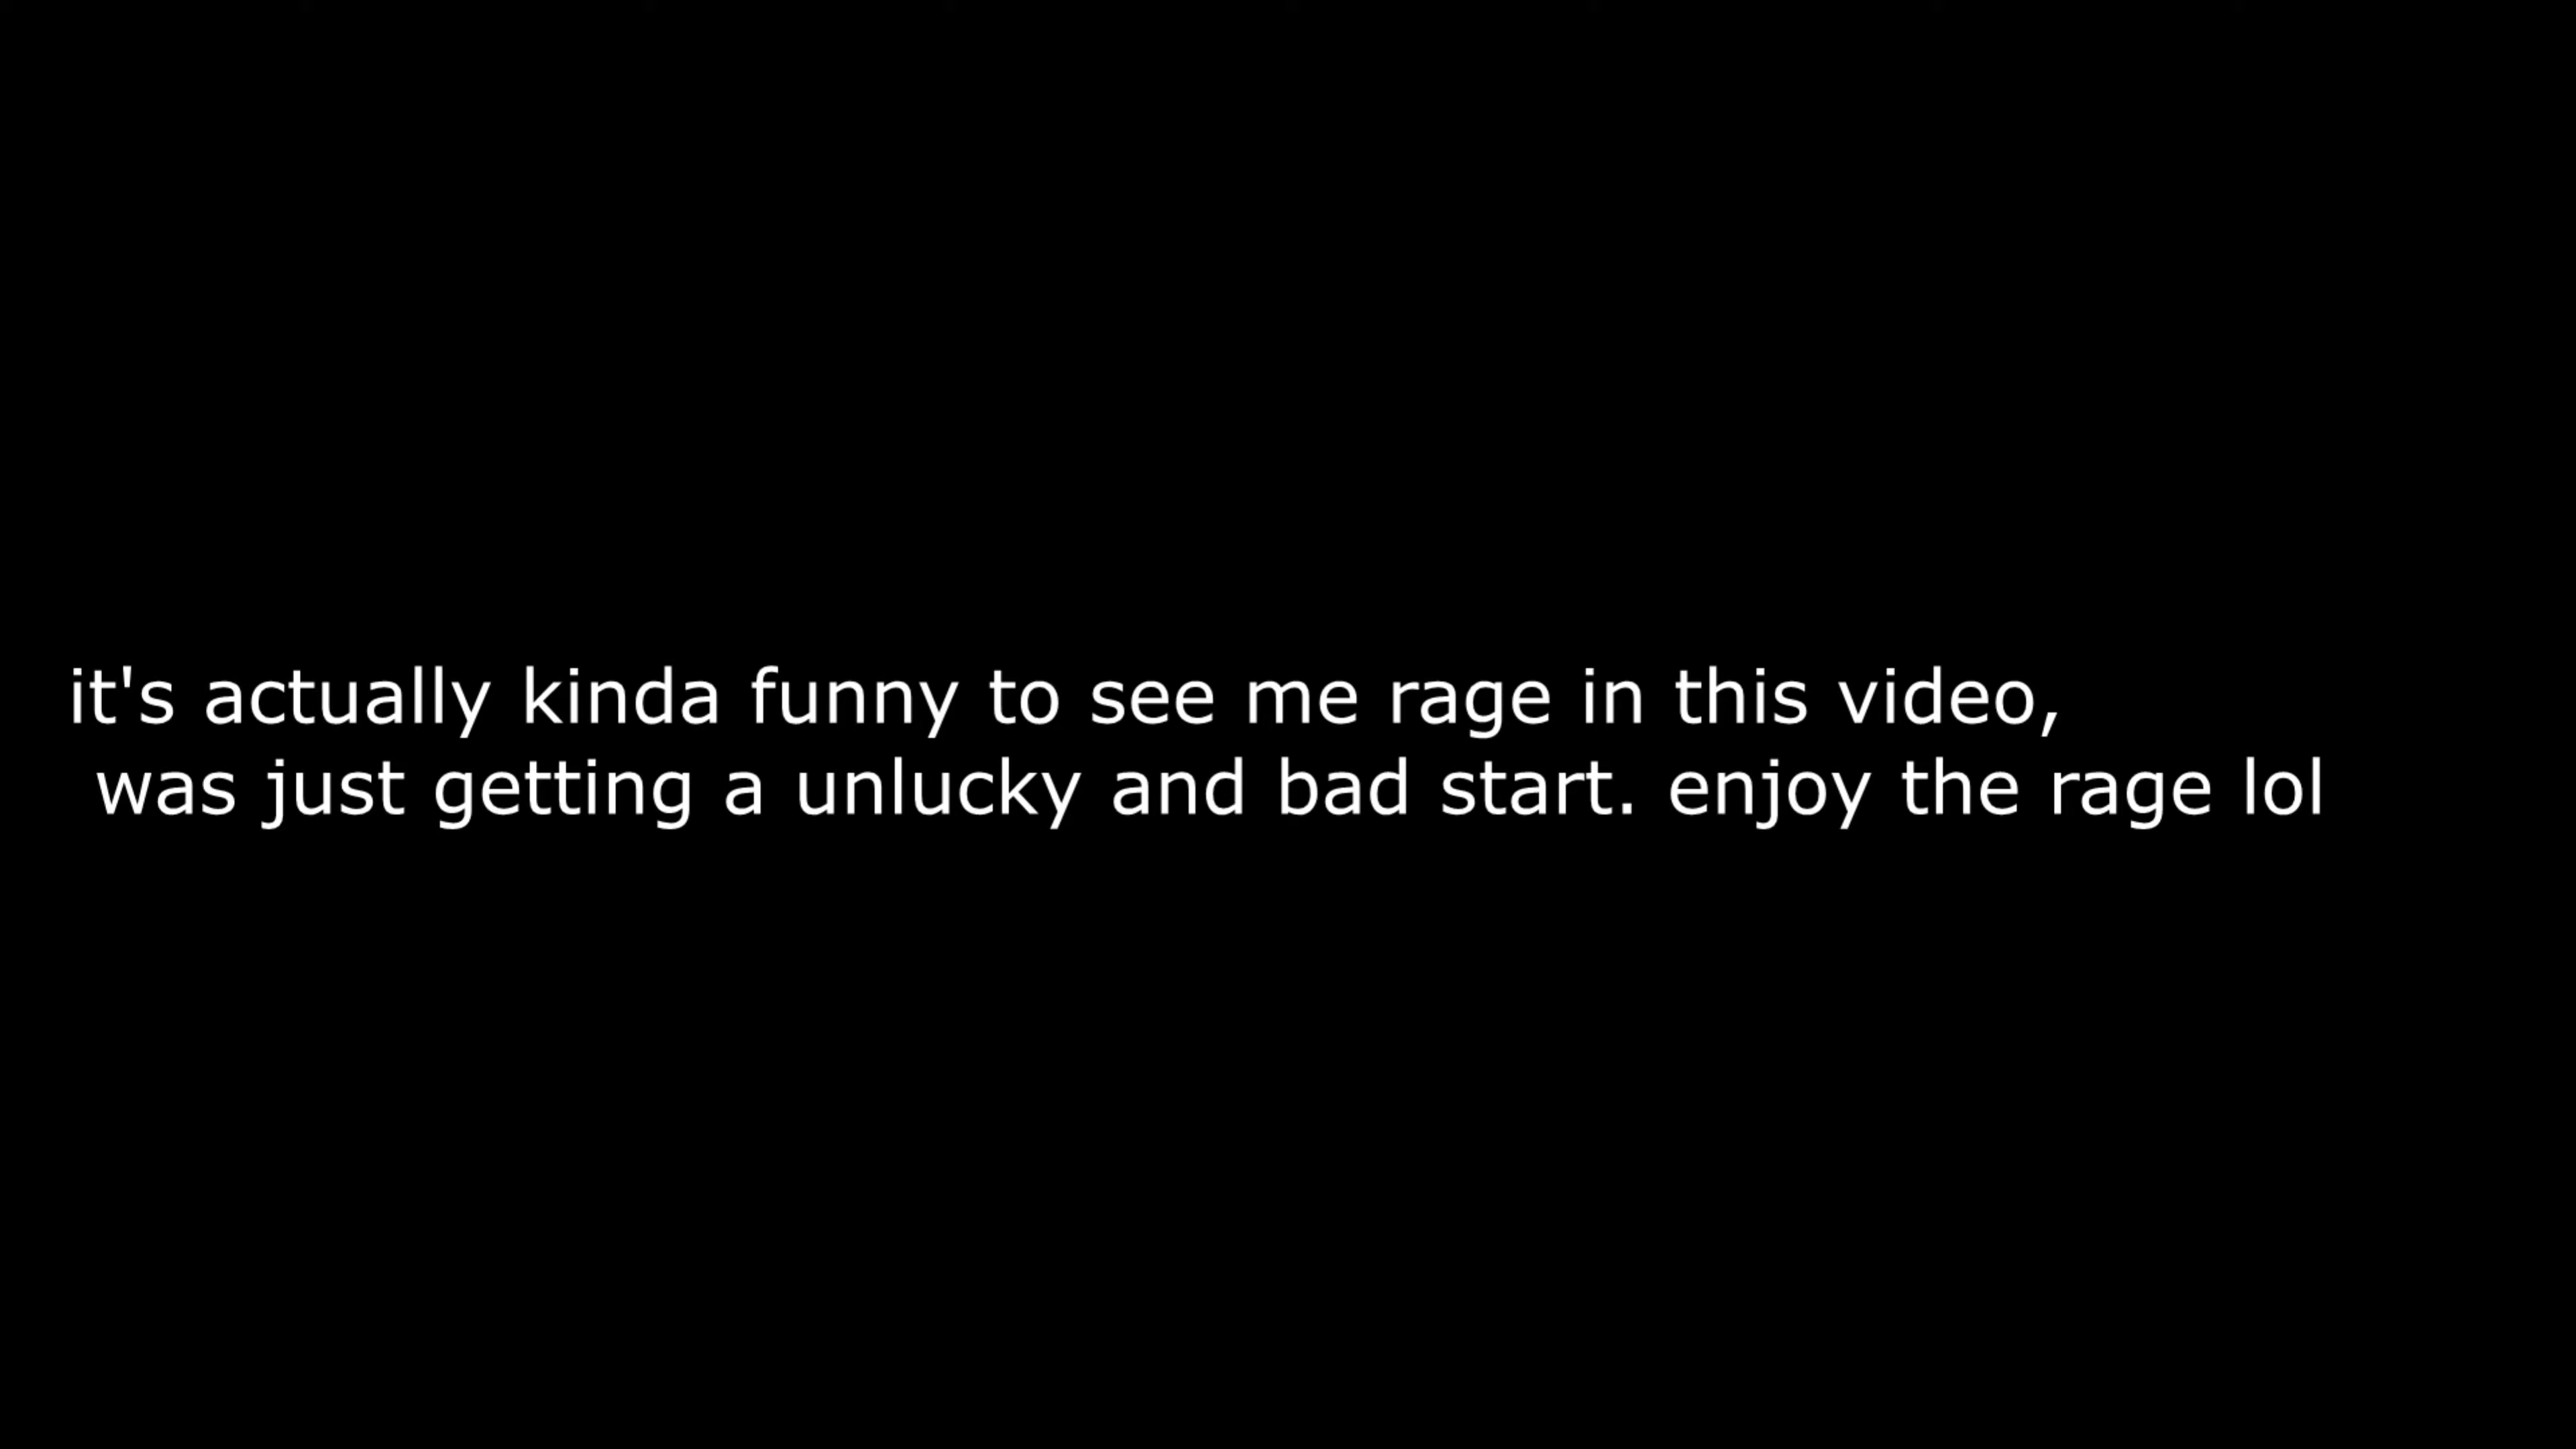 it's actually kinda funny to see me rage in this video,
was just getting a unlucky and bad start. enjoy the rage lol